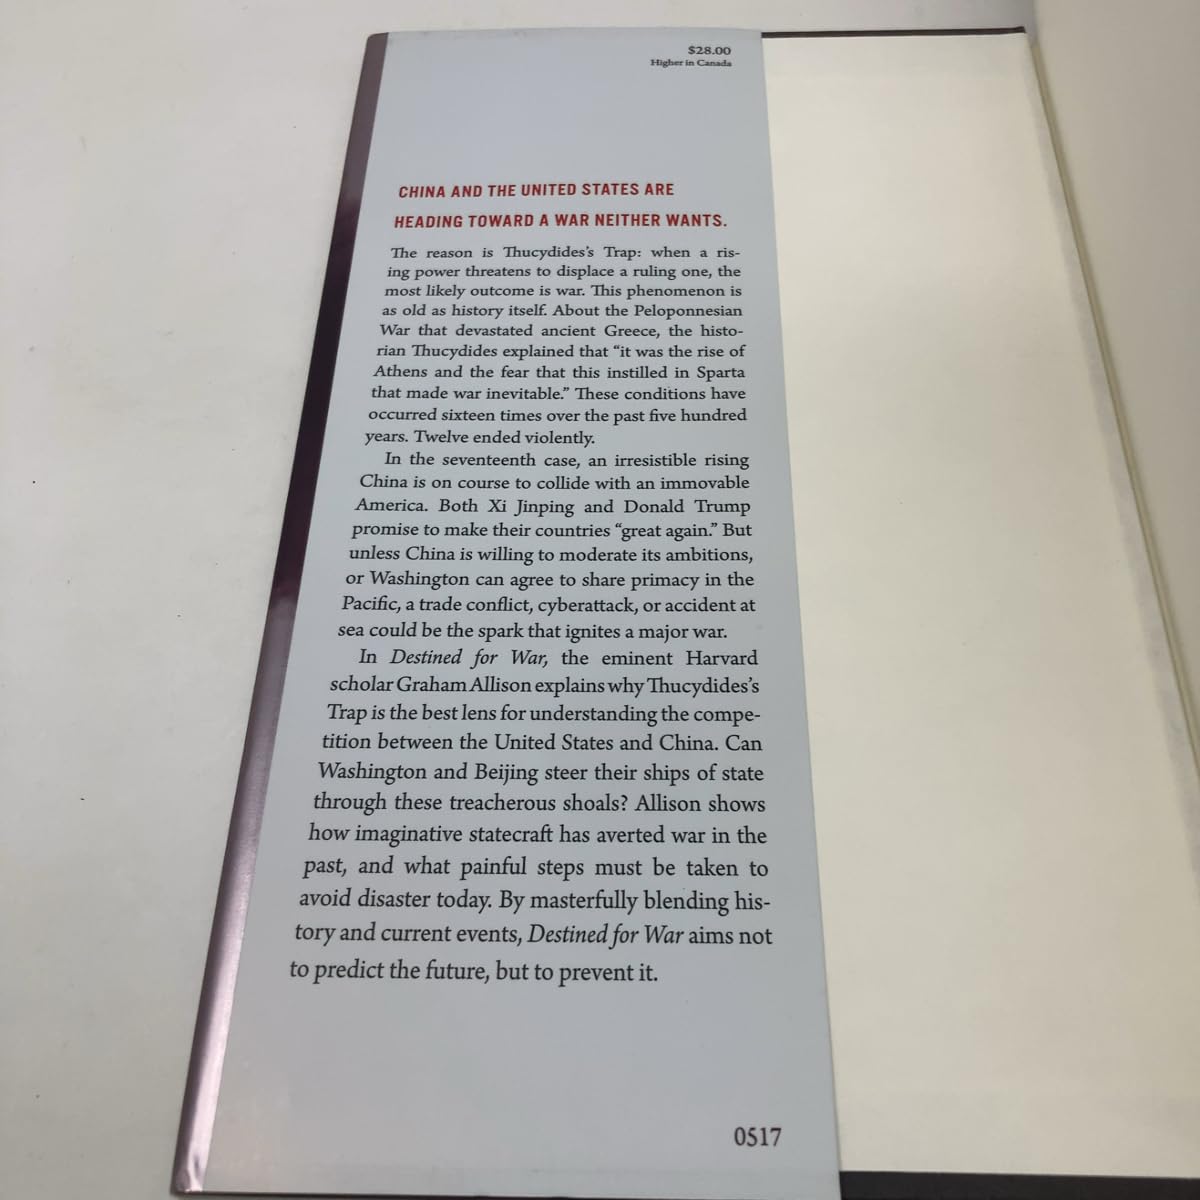 $28.00
Higher in Canada
CHINA AND THE UNITED STATES ARE
HEADING TOWARD A WAR NEITHER WANTS.
The reason is Thucydides’s Trap: when a ris-
ing power threatens to displace a ruling one, the
most likely outcome is war. This phenomenon is
as old as history itself. About the Peloponnesian
War that devastated ancient Greece, the histo-
rian Thucydides explained that “it was the rise of
Athens and the fear that this instilled in Sparta
that made war inevitable.” These conditions have
occurred sixteen times over the past five hundred
years. Twelve ended violently.
In the seventeenth case, an irresistible rising
China is on course to collide with an immovable
America. Both Xi Jinping and Donald Trump
promise to make their countries “great again.” But
unless China is willing to moderate its ambitions,
or Washington can agree to share primacy in the
Pacific, a trade conflict, cyberattack, or accident at
sea could be the spark that ignites a major war.
In Destined for War, the eminent Harvard
scholar Graham Allison explains why Thucydides’s
Trap is the best lens for understanding the compe-
tition between the United States and China. Can
Washington and Beijing steer their ships of state
through these treacherous shoals? Allison shows
how imaginative statecraft has averted war in the
past, and what painful steps must be taken to
avoid disaster today. By masterfully blending his-
tory and current events, Destined for War aims not
to predict the future, but to prevent it.
0517